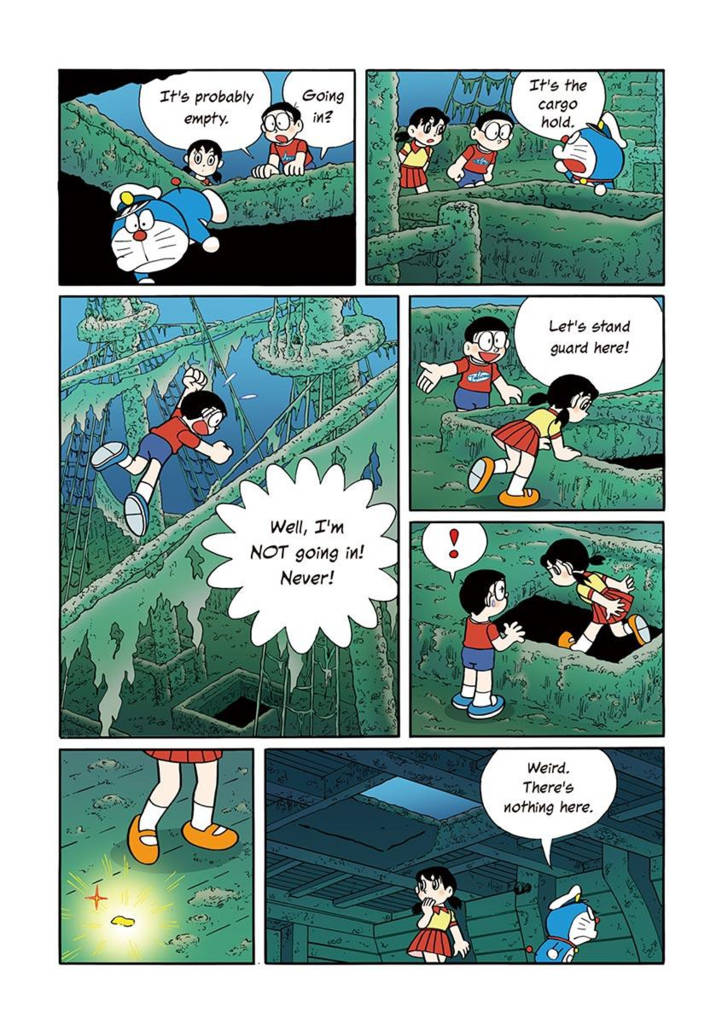 It's probably
empty.
Going
in?
It's the
cargo
hold.
Well, I'm
NOT going in!
Never!
Let's stand
guard here!
!
Weird.
There's
nothing here.